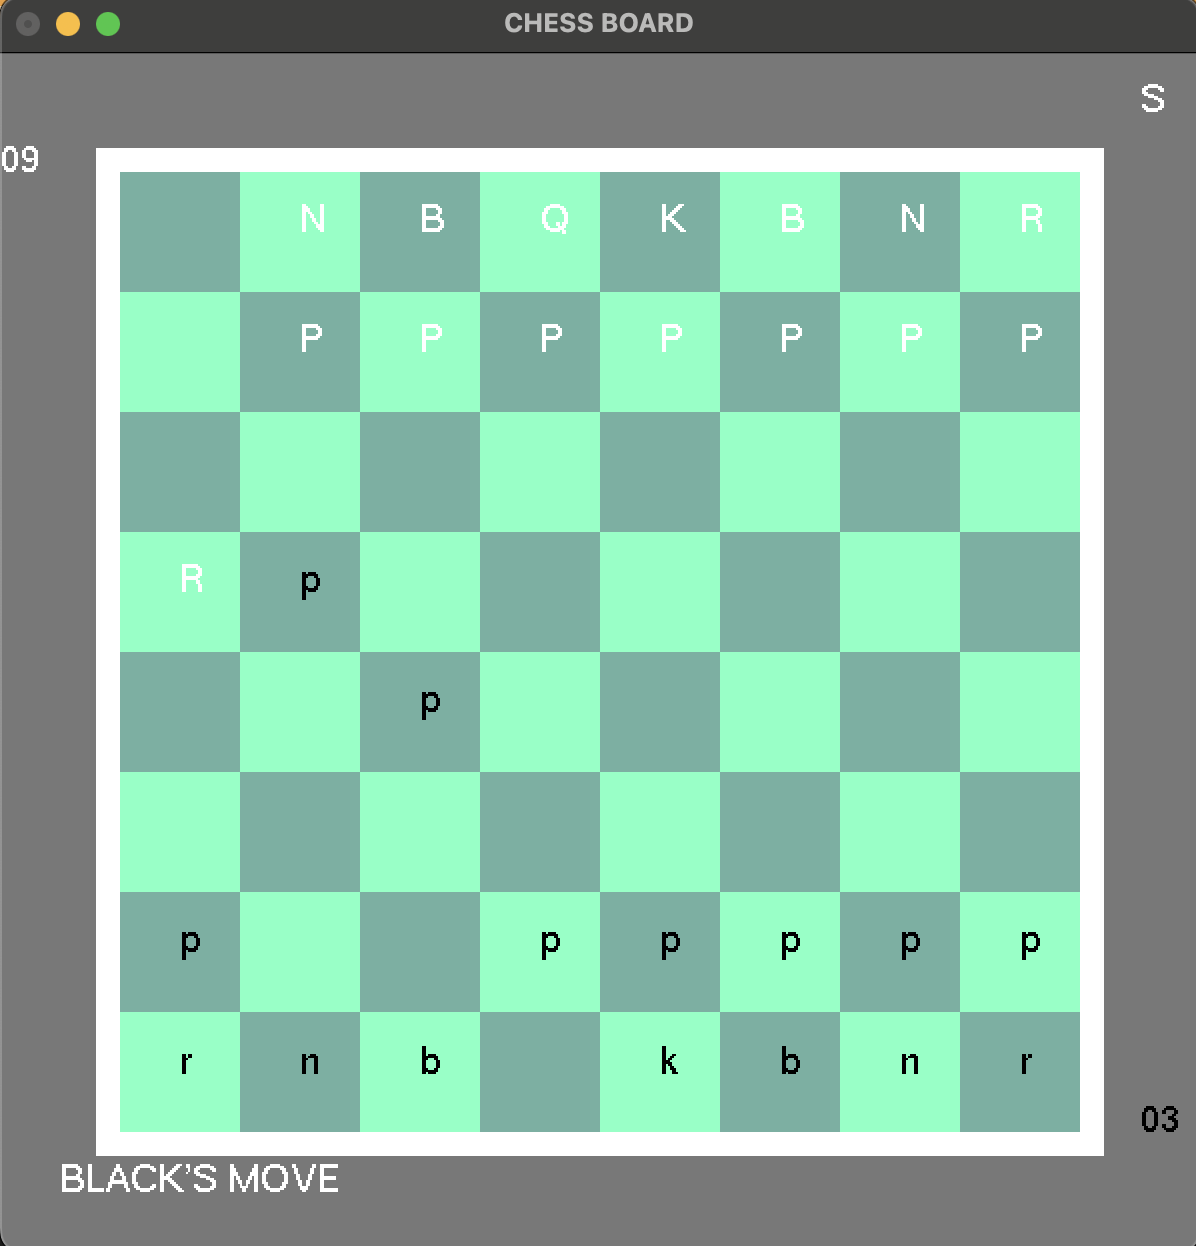 CHESS BOARD
S
09
N B Q K B N R
P P P P P P P
R p
p
p p p p p p
r n b k b n r
03
BLACK'S MOVE